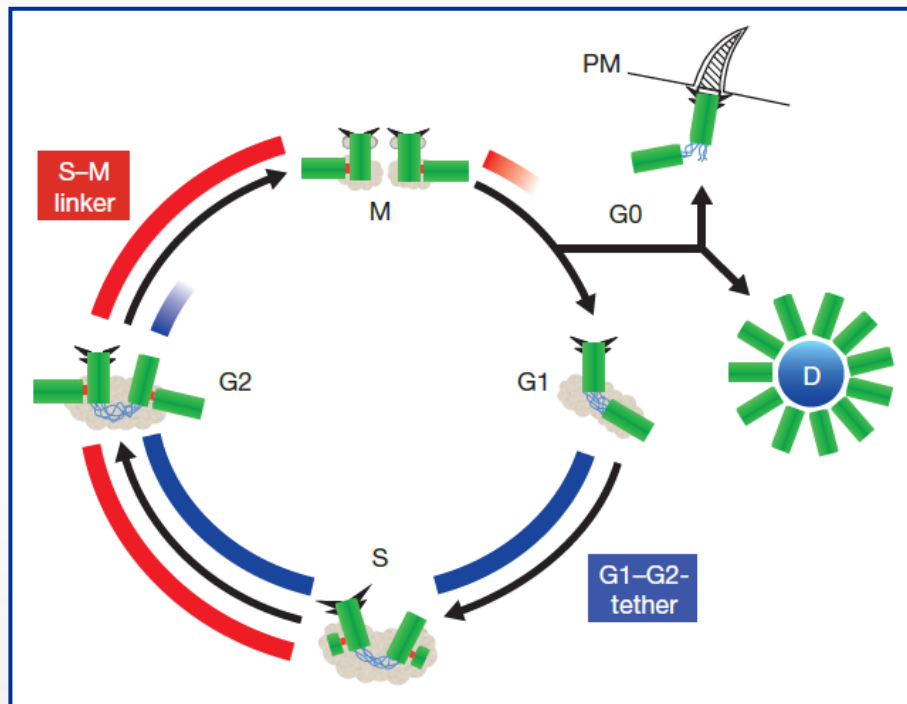 PM
S–M
linker
M
G0
G2
G1
D
S
G1–G2-
tether